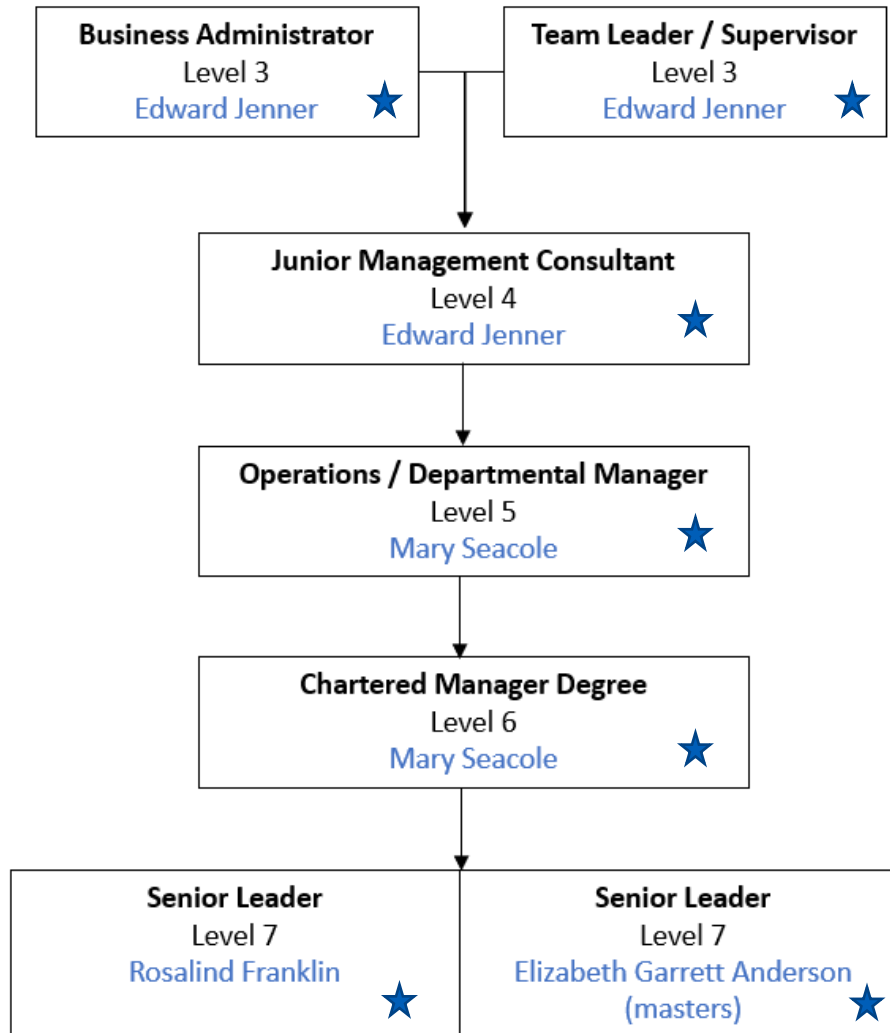 Business Administrator
Level 3
Edward Jenner
Team Leader / Supervisor
Level 3
Edward Jenner
Junior Management Consultant
Level 4
Edward Jenner
Operations / Departmental Manager
Level 5
Mary Seacole
Chartered Manager Degree
Level 6
Mary Seacole
Senior Leader
Level 7
Rosalind Franklin
Senior Leader
Level 7
Elizabeth Garrett Anderson
(masters)